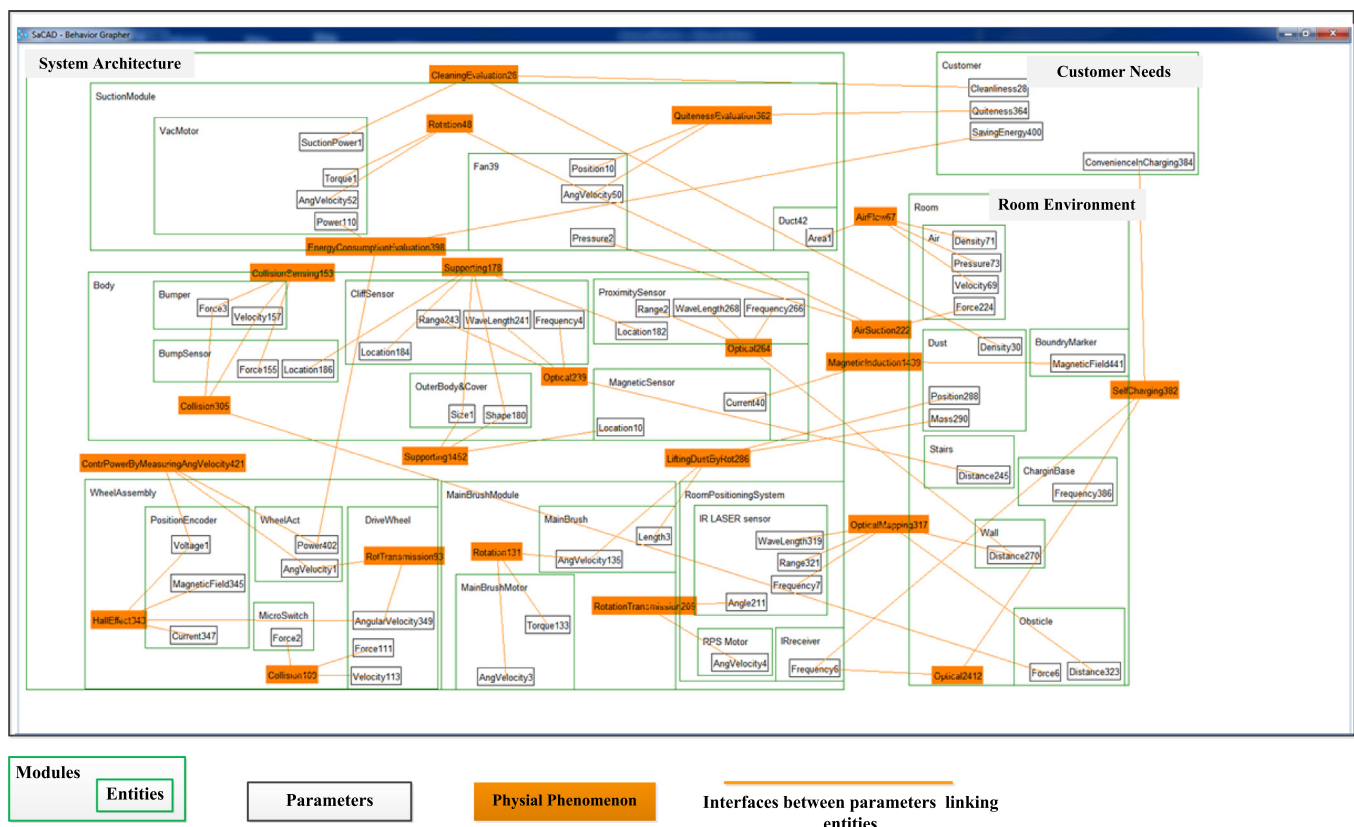 SaCAD - Behavior Grapher
System Architecture
CleaningEvaluation26
Customer
Customer Needs
Cleanliness28
SuctionModule
Quiteness364
QuitenessEvaluation362
VacMotor
Rotation48
SavingEnergy400
SuctionPower1
ConvenienceInCharging384
Fan39
Position10
Torque1
AngVelocity52
AngVelocity50
Power110
Room
Room Environment
Duct42
AirFlow67
Area1
Pressure2
Air
Density71
EnergyConsumptionEvaluation398
Pressure73
CollisionSensing153
Supporting178
Velocity69
Body
Bumper
CliffSensor
ProximitySensor
Force224
Force3
Velocity157
Range243
WaveLength241
Frequency4
Range2
WaveLength268
Frequency266
Location182
AirSuction222
BumpSensor
Location184
Optical264
Dust
Density30
BoundryMarker
Force155
Location186
Optical239
MagneticInduction1439
MagneticField441
OuterBody&Cover
MagneticSensor
Collision305
Size1
Shape180
Current40
Position288
SelfCharging382
Location10
Mass290
Supporting1452
LiftingDustByRot286
Stairs
ContrPowerByMeasuringAngVelocity421
Distance245
CharginBase
WheelAssembly
MainBrushModule
RoomPositioningSystem
Frequency386
PositionEncoder
WheelAct
DriveWheel
MainBrush
IR LASER sensor
OpticalMapping317
Voltage1
Power402
Length3
WaveLength319
Wall
RotTransmission93
Rotation131
AngVelocity135
Range321
Distance270
AngVelocity1
MagneticField345
MainBrushMotor
Frequency7
RotationTransmission209
Angle211
HallEffect343
MicroSwitch
AngularVelocity349
Obsticle
Current347
Force2
Torque133
RPS Motor
IRreceiver
Force111
AngVelocity4
Frequency6
Collision109
Velocity113
AngVelocity3
Optical2412
Force6
Distance323
Modules
Entities
Parameters
Physial Phenomenon
Interfaces between parameters linking
entities